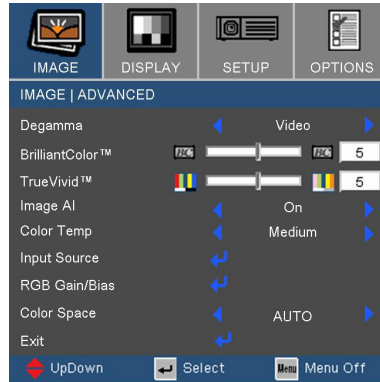 IMAGE DISPLAY SETUP OPTIONS
IMAGE | ADVANCED
Degamma Video
BrilliantColor™ 5
TrueVivid™ 5
Image AI On
Color Temp Medium
Input Source
RGB Gain/Bias
Color Space AUTO
Exit
UpDown Select Menu Menu Off